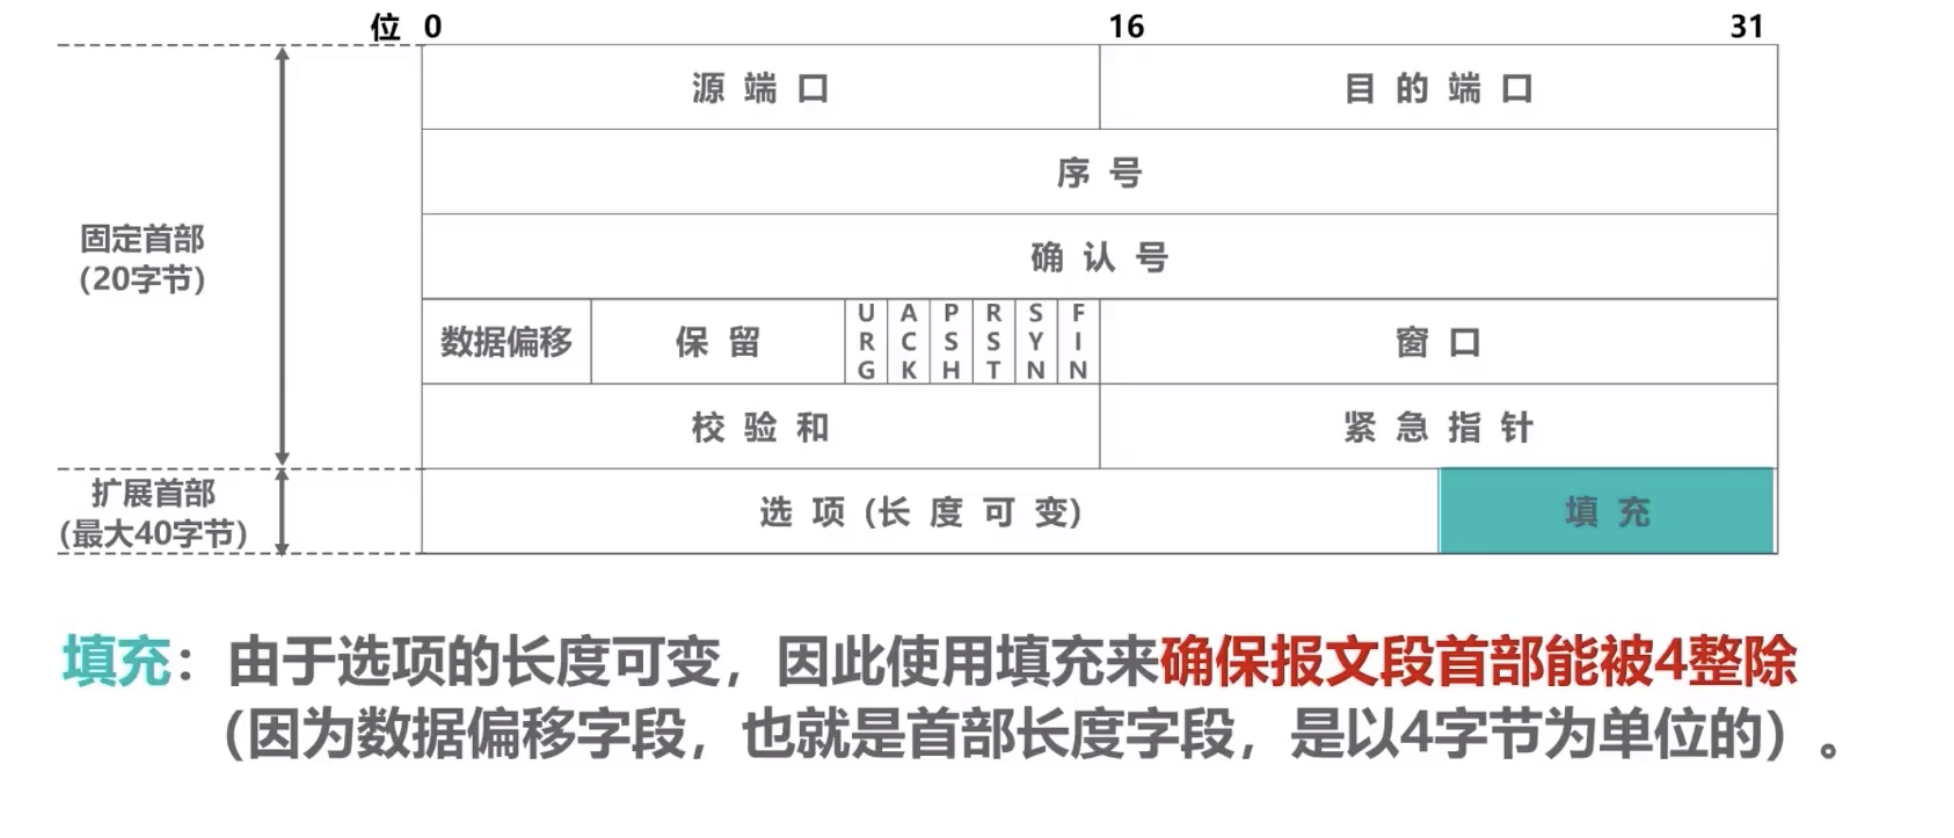 位 0 16 31
源 端 口 目 的 端 口
序 号
固定首部
(20字节)
确 认 号
数据偏移 保 留 URG ACK PSH RST SYN FIN 窗 口
校 验 和 紧 急 指 针
扩展首部
(最大40字节)
选 项 (长 度 可 变) 填 充
填充：由于选项的长度可变，因此使用填充来确保报文段首部能被4整除
（因为数据偏移字段，也就是首部长度字段，是以4字节为单位的）。